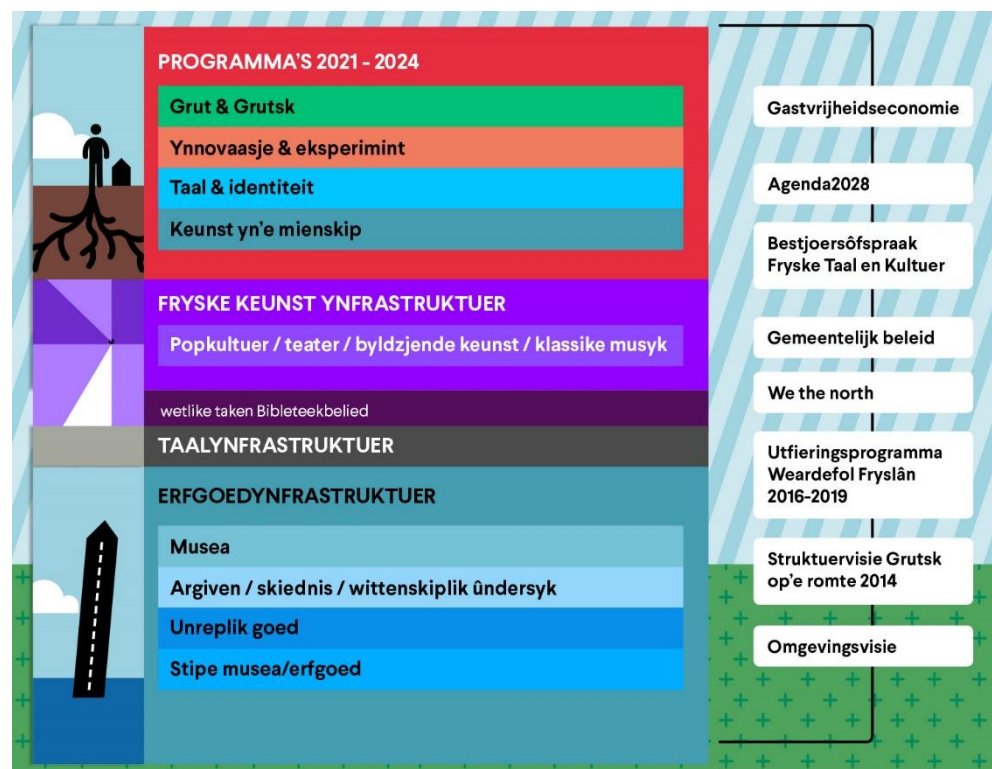 PROGRAMMA'S 2021 - 2024
Grut & Grutsk
Ynnovaasje & eksperimint
Taal & identiteit
Keunst yn'e mienskip
FRYSKE KEUNST YNFRASTRUKTUER
Popkultuer / teater / byldzjende keunst / klassike musyk
wetlike taken Bibleteekbelied
TAALYNFRASTRUKTUER
ERFGOEDYNFRASTRUKTUER
Musea
Argiven / skiednis / wittenskiplik ûndersyk
Unreplik goed
Stipe musea/erfgoed
Gastvrijheidseconomie
Agenda2028
Bestjoersôfspraak
Fryske Taal en Kultuer
Gemeentelijk beleid
We the north
Utfieringsprogramma
Weardefol Fryslân
2016-2019
Struktuervisie Grutsk
op'e romte 2014
Omgevingsvisie